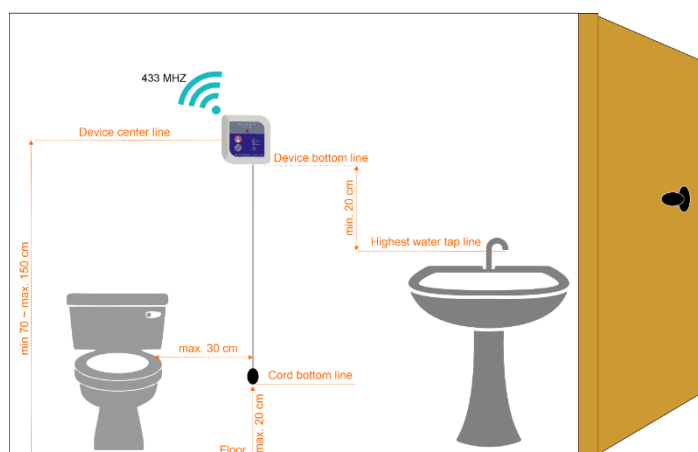 433 MHZ
Device center line
Device bottom line
min. 20 cm
Highest water tap line
min 70 ~ max. 150 cm
max. 30 cm
Cord bottom line
max. 20 cm
Floor